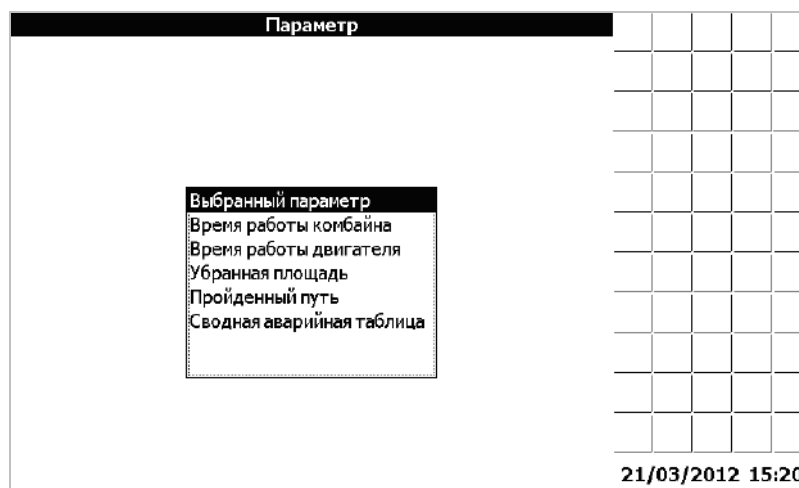 Параметр
Выбранный параметр
Время работы комбайна
Время работы двигателя
Убранная площадь
Пройденный путь
Сводная аварийная таблица
21/03/2012 15:20